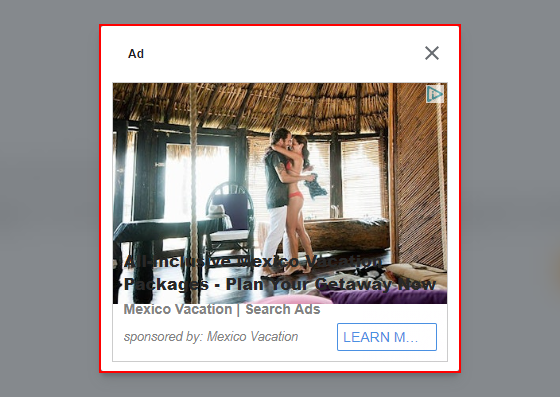 Ad
All-Inclusive Mexico Vacation
Packages - Plan Your Getaway Now
Mexico Vacation | Search Ads
sponsored by: Mexico Vacation
LEARN M...